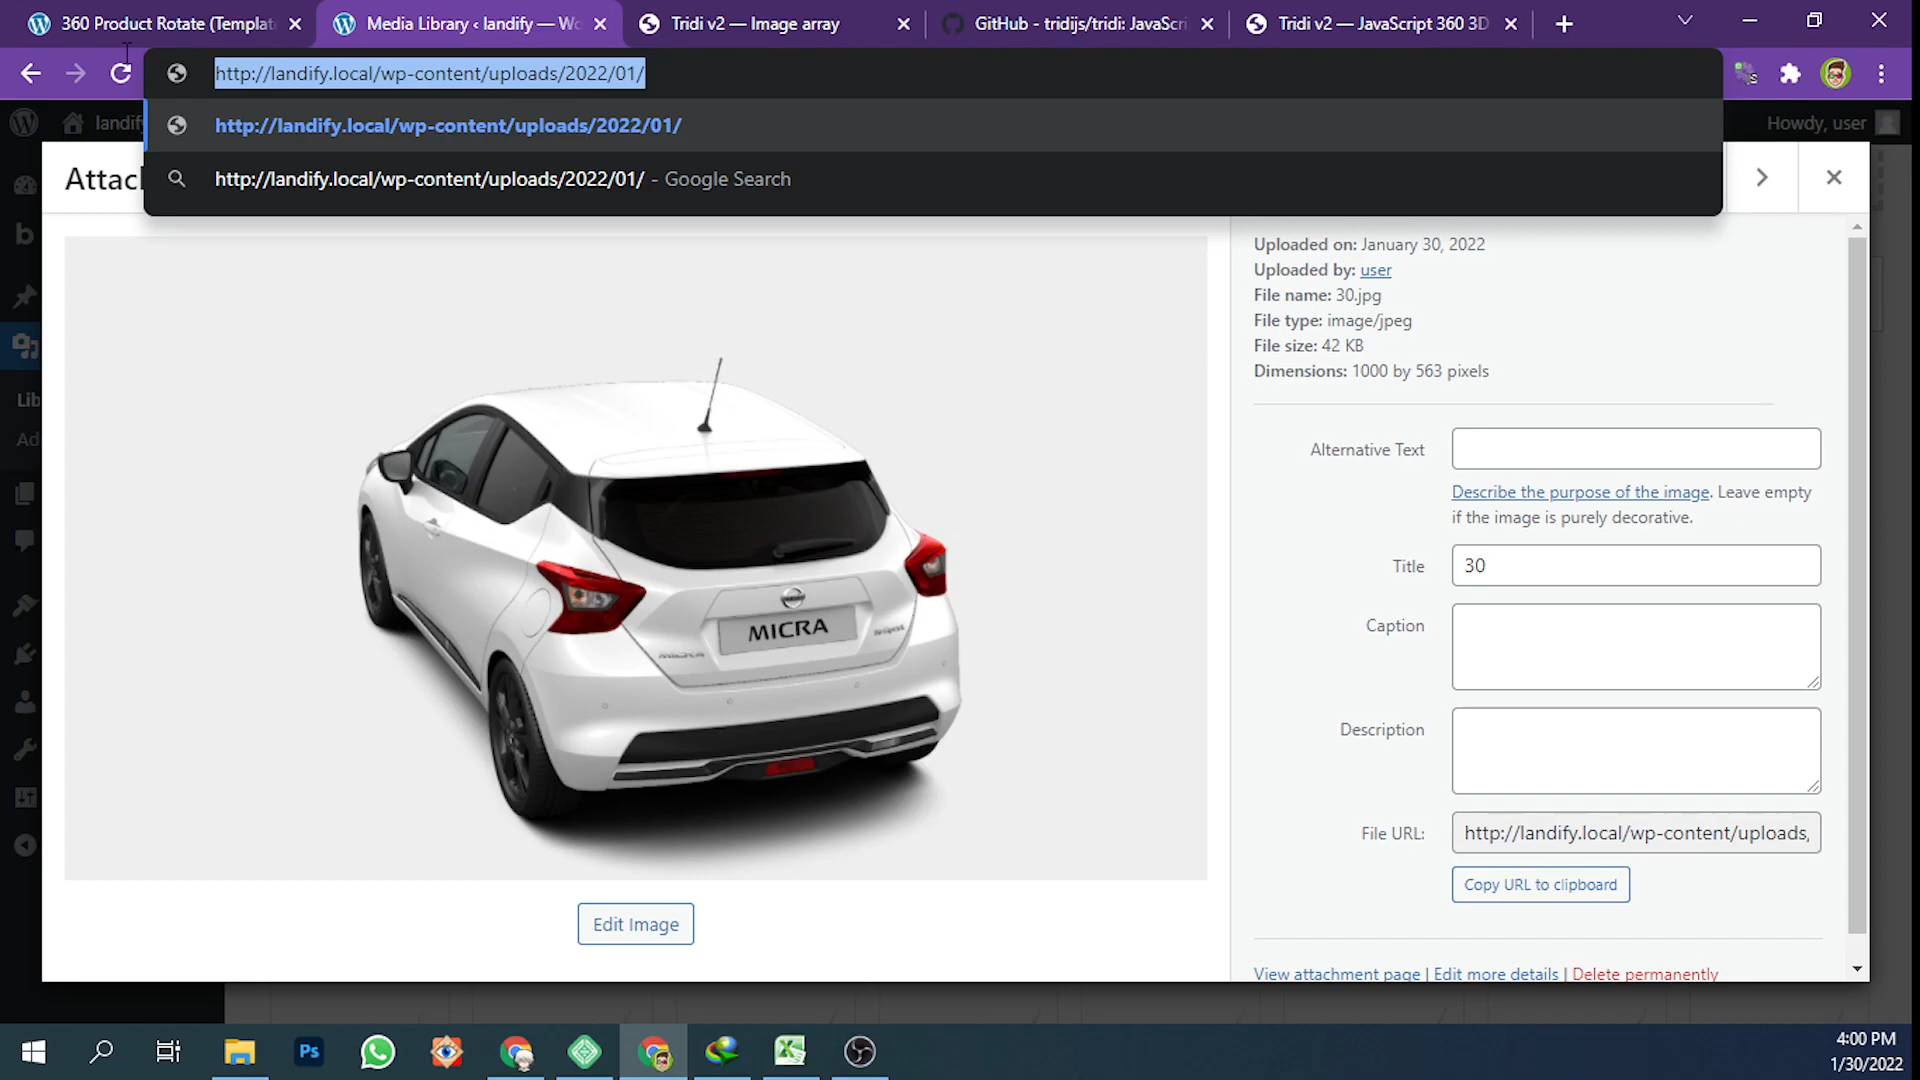 360 Product Rotate (Templat
Media Library ‹ landify — Wo
Tridi v2 — Image array
GitHub - tridijs/tridi: JavaScri
Tridi v2 — JavaScript 360 3D
http://landify.local/wp-content/uploads/2022/01/
http://landify.local/wp-content/uploads/2022/01/
http://landify.local/wp-content/uploads/2022/01/ - Google Search
landify
Howdy, user
Attac
Uploaded on: January 30, 2022
Uploaded by: user
File name: 30.jpg
File type: image/jpeg
File size: 42 KB
Dimensions: 1000 by 563 pixels
Lib
Ad
Alternative Text
Describe the purpose of the image. Leave empty
if the image is purely decorative.
Title
30
Caption
MICRA
MICRA
Description
File URL:
http://landify.local/wp-content/uploads,
Copy URL to clipboard
Edit Image
View attachment page | Edit more details | Delete permanently
Ps
4:00 PM
1/30/2022